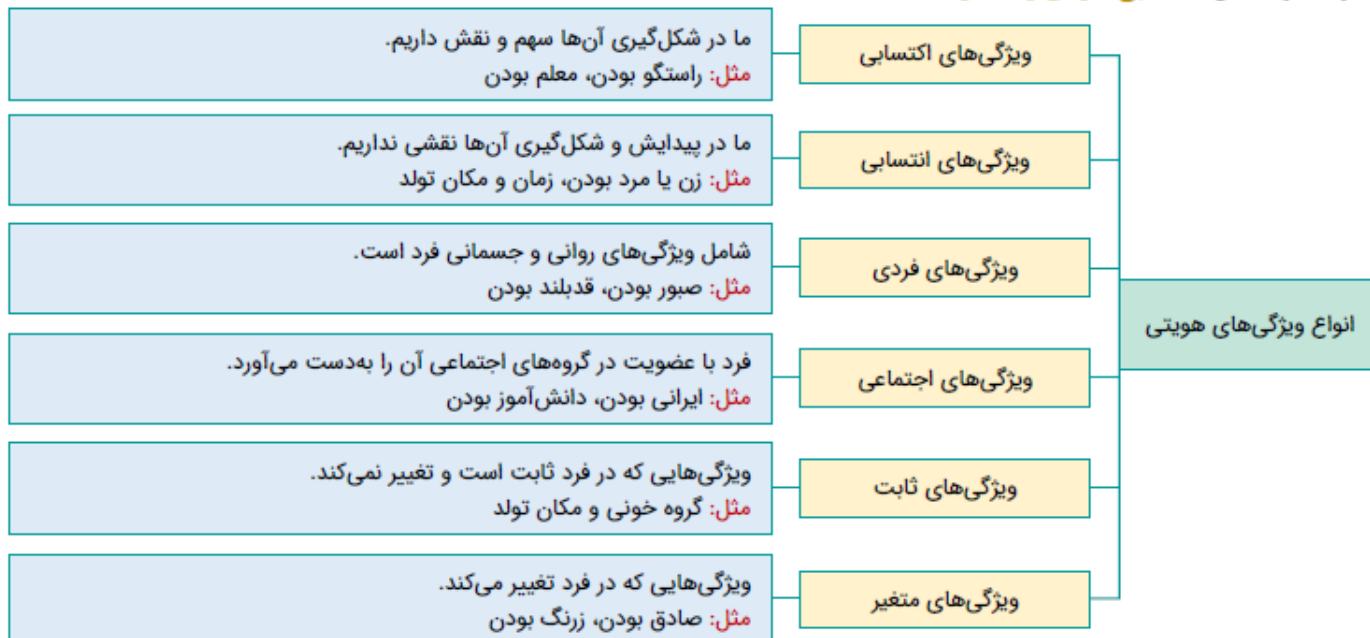 انواع ویژگی‌های هویتی
ویژگی‌های اکتسابی
ما در شکل‌گیری آن‌ها سهم و نقش داریم.
مثل: راستگو بودن، معلم بودن
ویژگی‌های انتسابی
ما در پیدایش و شکل‌گیری آن‌ها نقشی نداریم.
مثل: زن یا مرد بودن، زمان و مکان تولد
ویژگی‌های فردی
شامل ویژگی‌های روانی و جسمانی فرد است.
مثل: صبور بودن، قدبلند بودن
ویژگی‌های اجتماعی
فرد با عضویت در گروه‌های اجتماعی آن را به‌دست می‌آورد.
مثل: ایرانی بودن، دانش‌آموز بودن
ویژگی‌های ثابت
ویژگی‌هایی که در فرد ثابت است و تغییر نمی‌کند.
مثل: گروه خونی و مکان تولد
ویژگی‌های متغیر
ویژگی‌هایی که در فرد تغییر می‌کند.
مثل: صادق بودن، زرنگ بودن